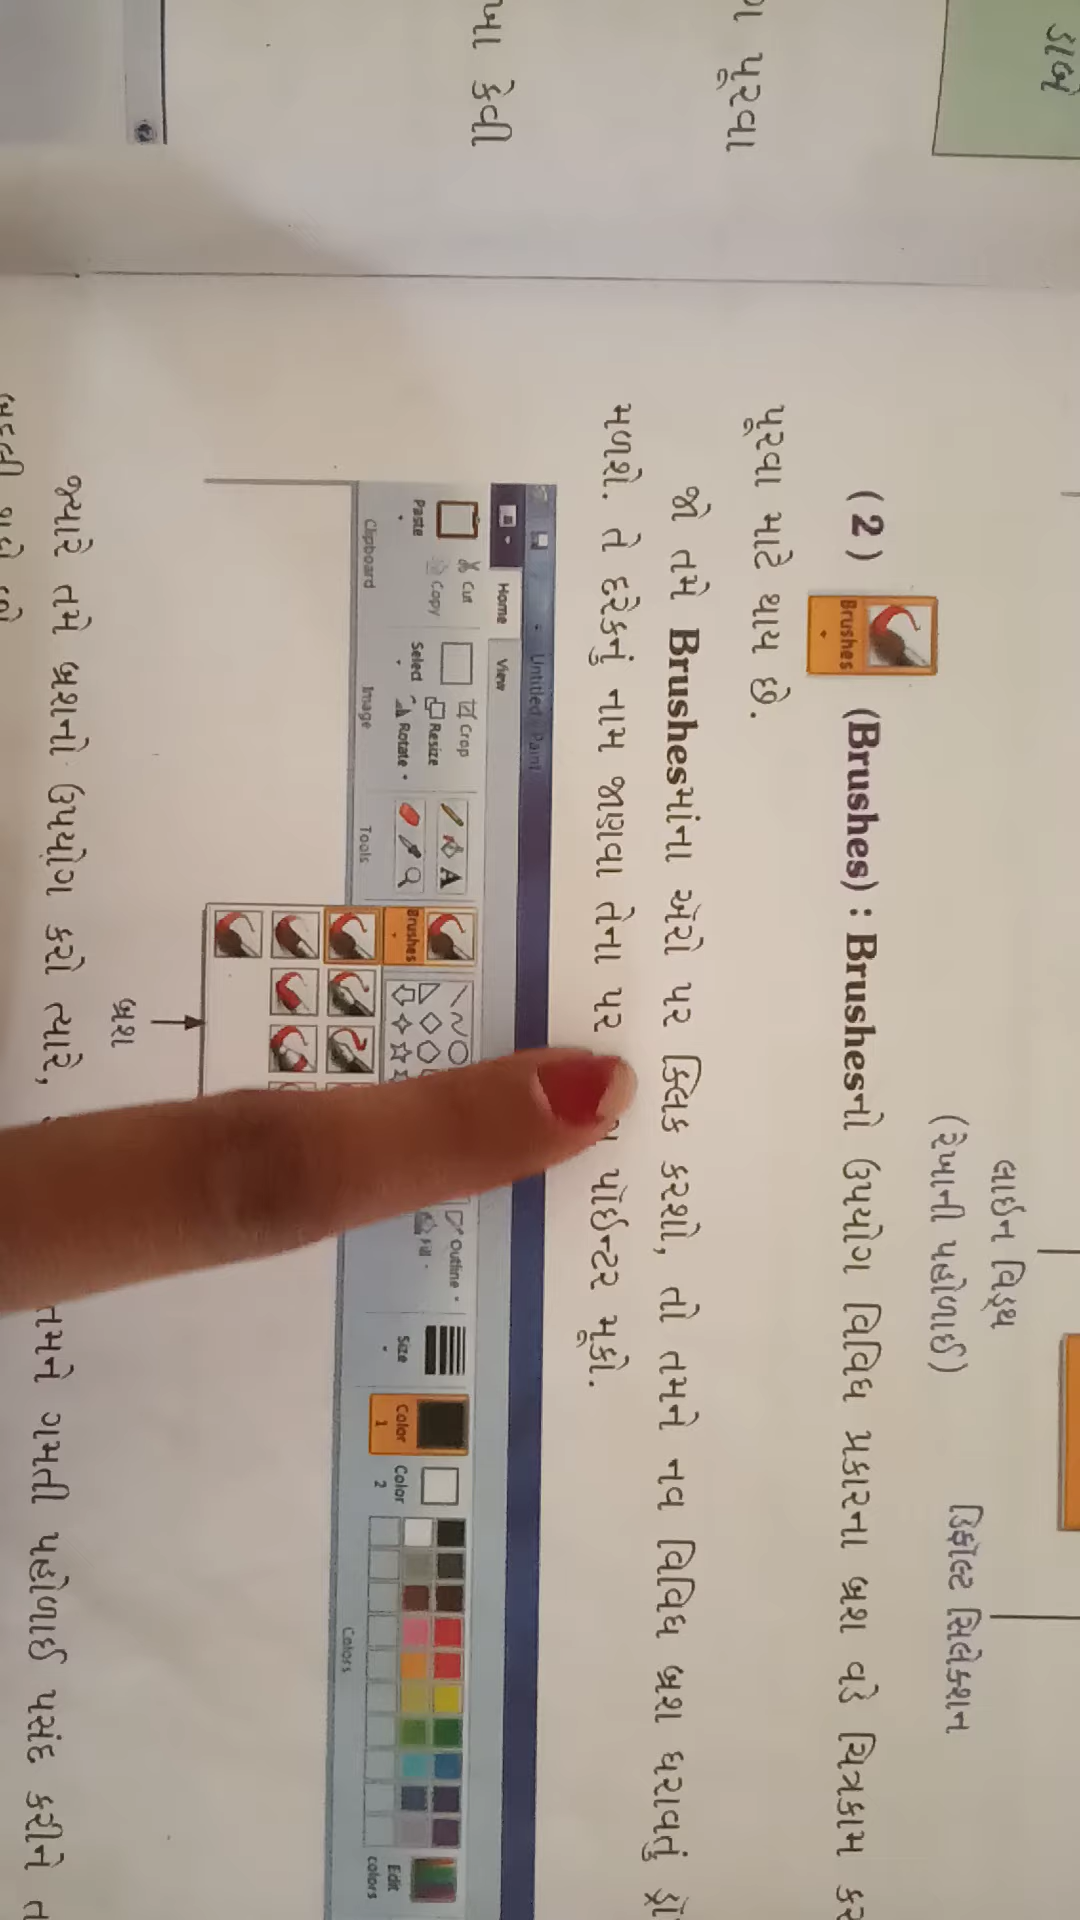 ડાબે
પૂરવા
ખા કેવી
લાઇન વિડ્થ
(રેખાની પહોળાઈ)
ડિફોલ્ટ સિલેક્શન
(2) Brushes (Brushes) : Brushesનો ઉપયોગ વિવિધ પ્રકારના બ્રશ વડે ચિત્રકામ કર
પૂરવા માટે થાય છે.
જો તમે Brushesમાંના ઍરો પર ક્લિક કરશો, તો તમને નવ વિવિધ બ્રશ ધરાવતું ડ્રૉ
મળશે. તે દરેકનું નામ જાણવા તેના પર પૉઇન્ટર મૂકો.
Untitled - Paint
Home View
Cut Crop A Outline
Paste Copy Select Resize Rotate Brushes Fill Size Color 1 Color 2 Edit colors
Clipboard Image Tools Colors
બ્રશ
જ્યારે તમે બ્રશનો ઉપયોગ કરો ત્યારે, તમને ગમતી પહોળાઈ પસંદ કરીને ત